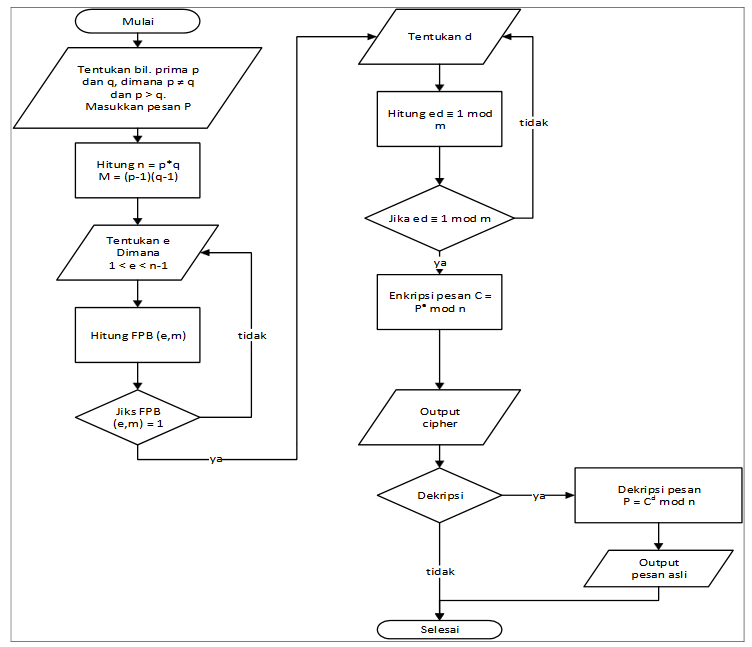 Mulai
Tentukan bil. prima p
dan q, dimana p ≠ q
dan p > q.
Masukkan pesan P
Hitung n = p*q
M = (p-1)(q-1)
Tentukan e
Dimana
1 < e < n-1
Hitung FPB (e,m)
tidak
Jiks FPB
(e,m) = 1
ya
Tentukan d
Hitung ed ≡ 1 mod
m
tidak
Jika ed ≡ 1 mod m
ya
Enkripsi pesan C =
Pᵉ mod n
Output
cipher
Dekripsi
ya
Dekripsi pesan
P = Cᵈ mod n
Output
pesan asli
tidak
Selesai